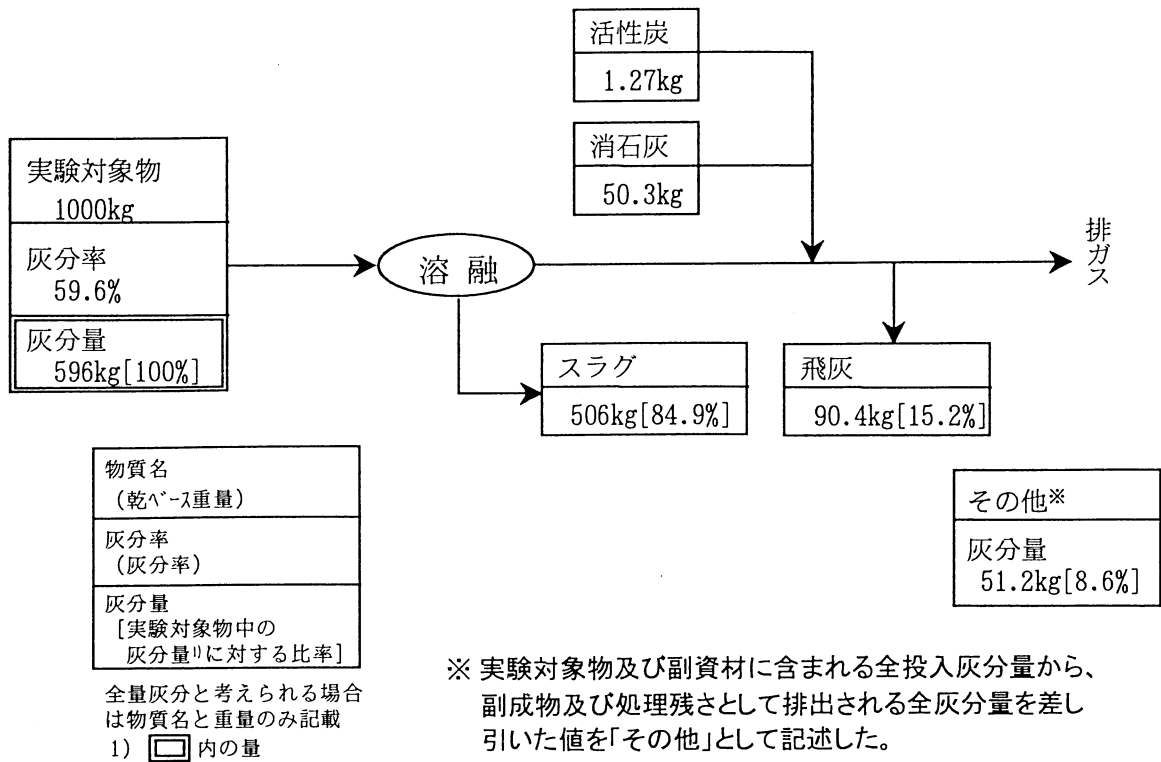 活性炭
1.27kg
消石灰
50.3kg
実験対象物
1000kg
灰分率
59.6%
灰分量
596kg[100%]
溶 融
排ガス
スラグ
506kg[84.9%]
飛灰
90.4kg[15.2%]
物質名
(乾ﾍﾞｰｽ重量)
灰分率
(灰分率)
灰分量
[実験対象物中の
灰分量¹⁾に対する比率]
全量灰分と考えられる場合
は物質名と重量のみ記載
1) 内の量
その他※
灰分量
51.2kg[8.6%]
※ 実験対象物及び副資材に含まれる全投入灰分量から、
副成物及び処理残さとして排出される全灰分量を差し
引いた値を「その他」として記述した。